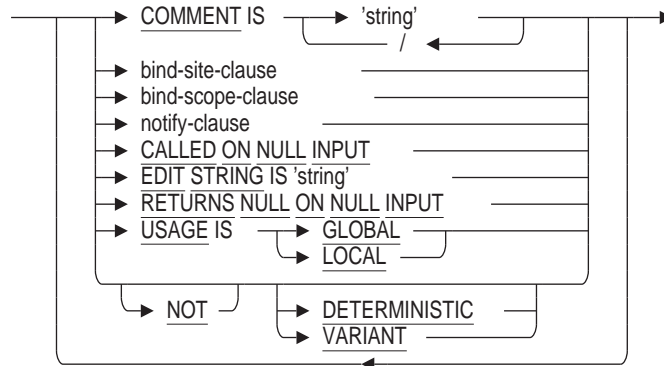 COMMENT IS 'string'
/
bind-site-clause
bind-scope-clause
notify-clause
CALLED ON NULL INPUT
EDIT STRING IS 'string'
RETURNS NULL ON NULL INPUT
USAGE IS GLOBAL
LOCAL
NOT DETERMINISTIC
VARIANT